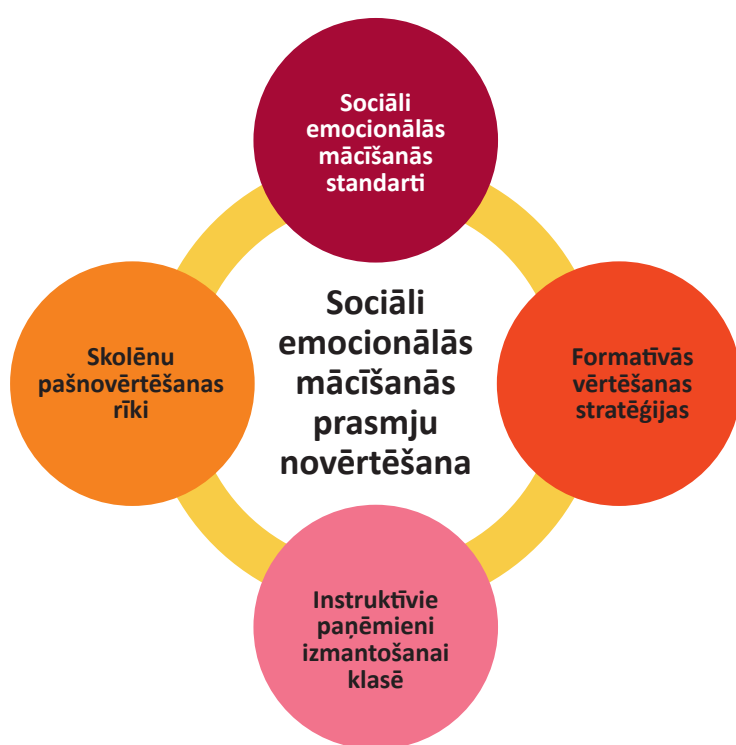 Sociāli
emocionālās
mācīšanās
standarti
Sociāli
emocionālās
mācīšanās
prasmju
novērtēšana
Skolēnu
pašnovērtēšanas
rīki
Formatīvās
vērtēšanas
stratēģijas
Instruktīvie
paņēmieni
izmantošanai
klasē